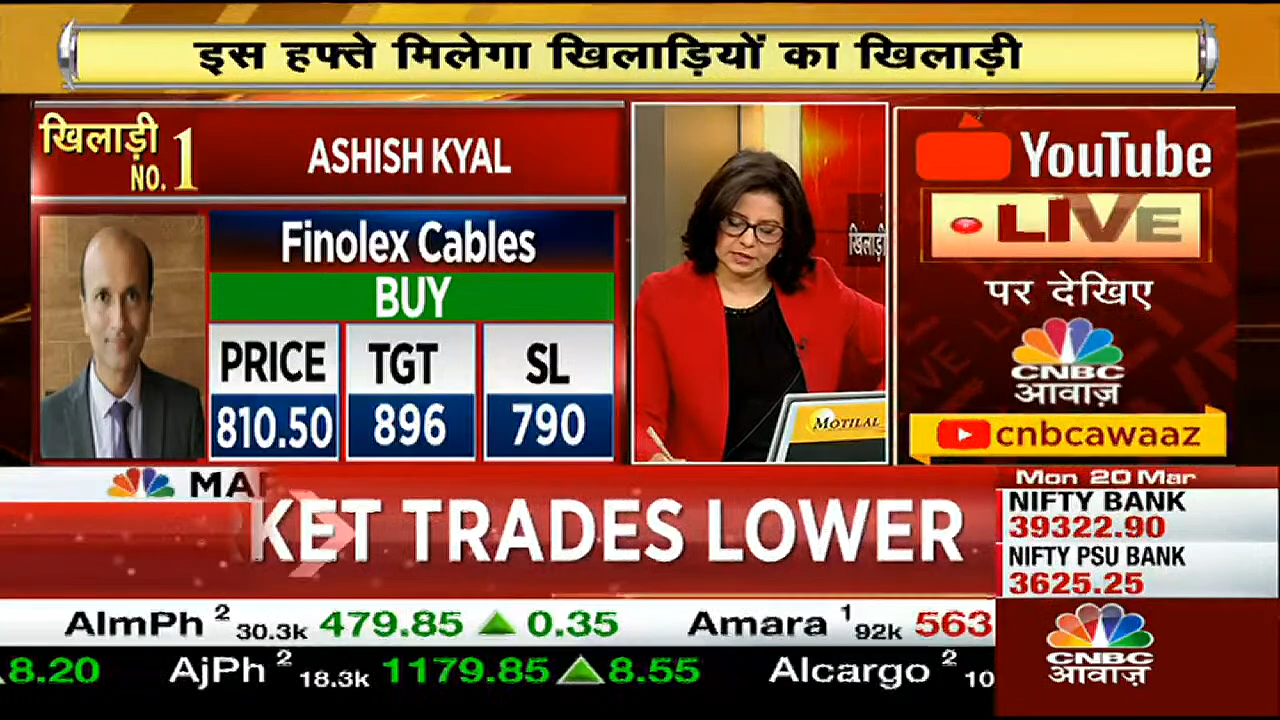 इस हफ्ते मिलेगा खिलाड़ियों का खिलाड़ी
खिलाड़ी
NO. 1
ASHISH KYAL
Finolex Cables
BUY
PRICE
TGT
SL
810.50
896
790
खिलाड़ी
MOTILAL
YouTube
LIVE
पर देखिए
CNBC
आवाज़
cnbcawaaz
MARKET TRADES LOWER
Mon 20 Mar
NIFTY BANK
39322.90
NIFTY PSU BANK
3625.25
AlmPh 2 30.3k 479.85 ▲ 0.35 Amara 1 92k 563
8.20 AjPh 2 18.3k 1179.85 ▲ 8.55 Alcargo 2 10
CNBC
आवाज़